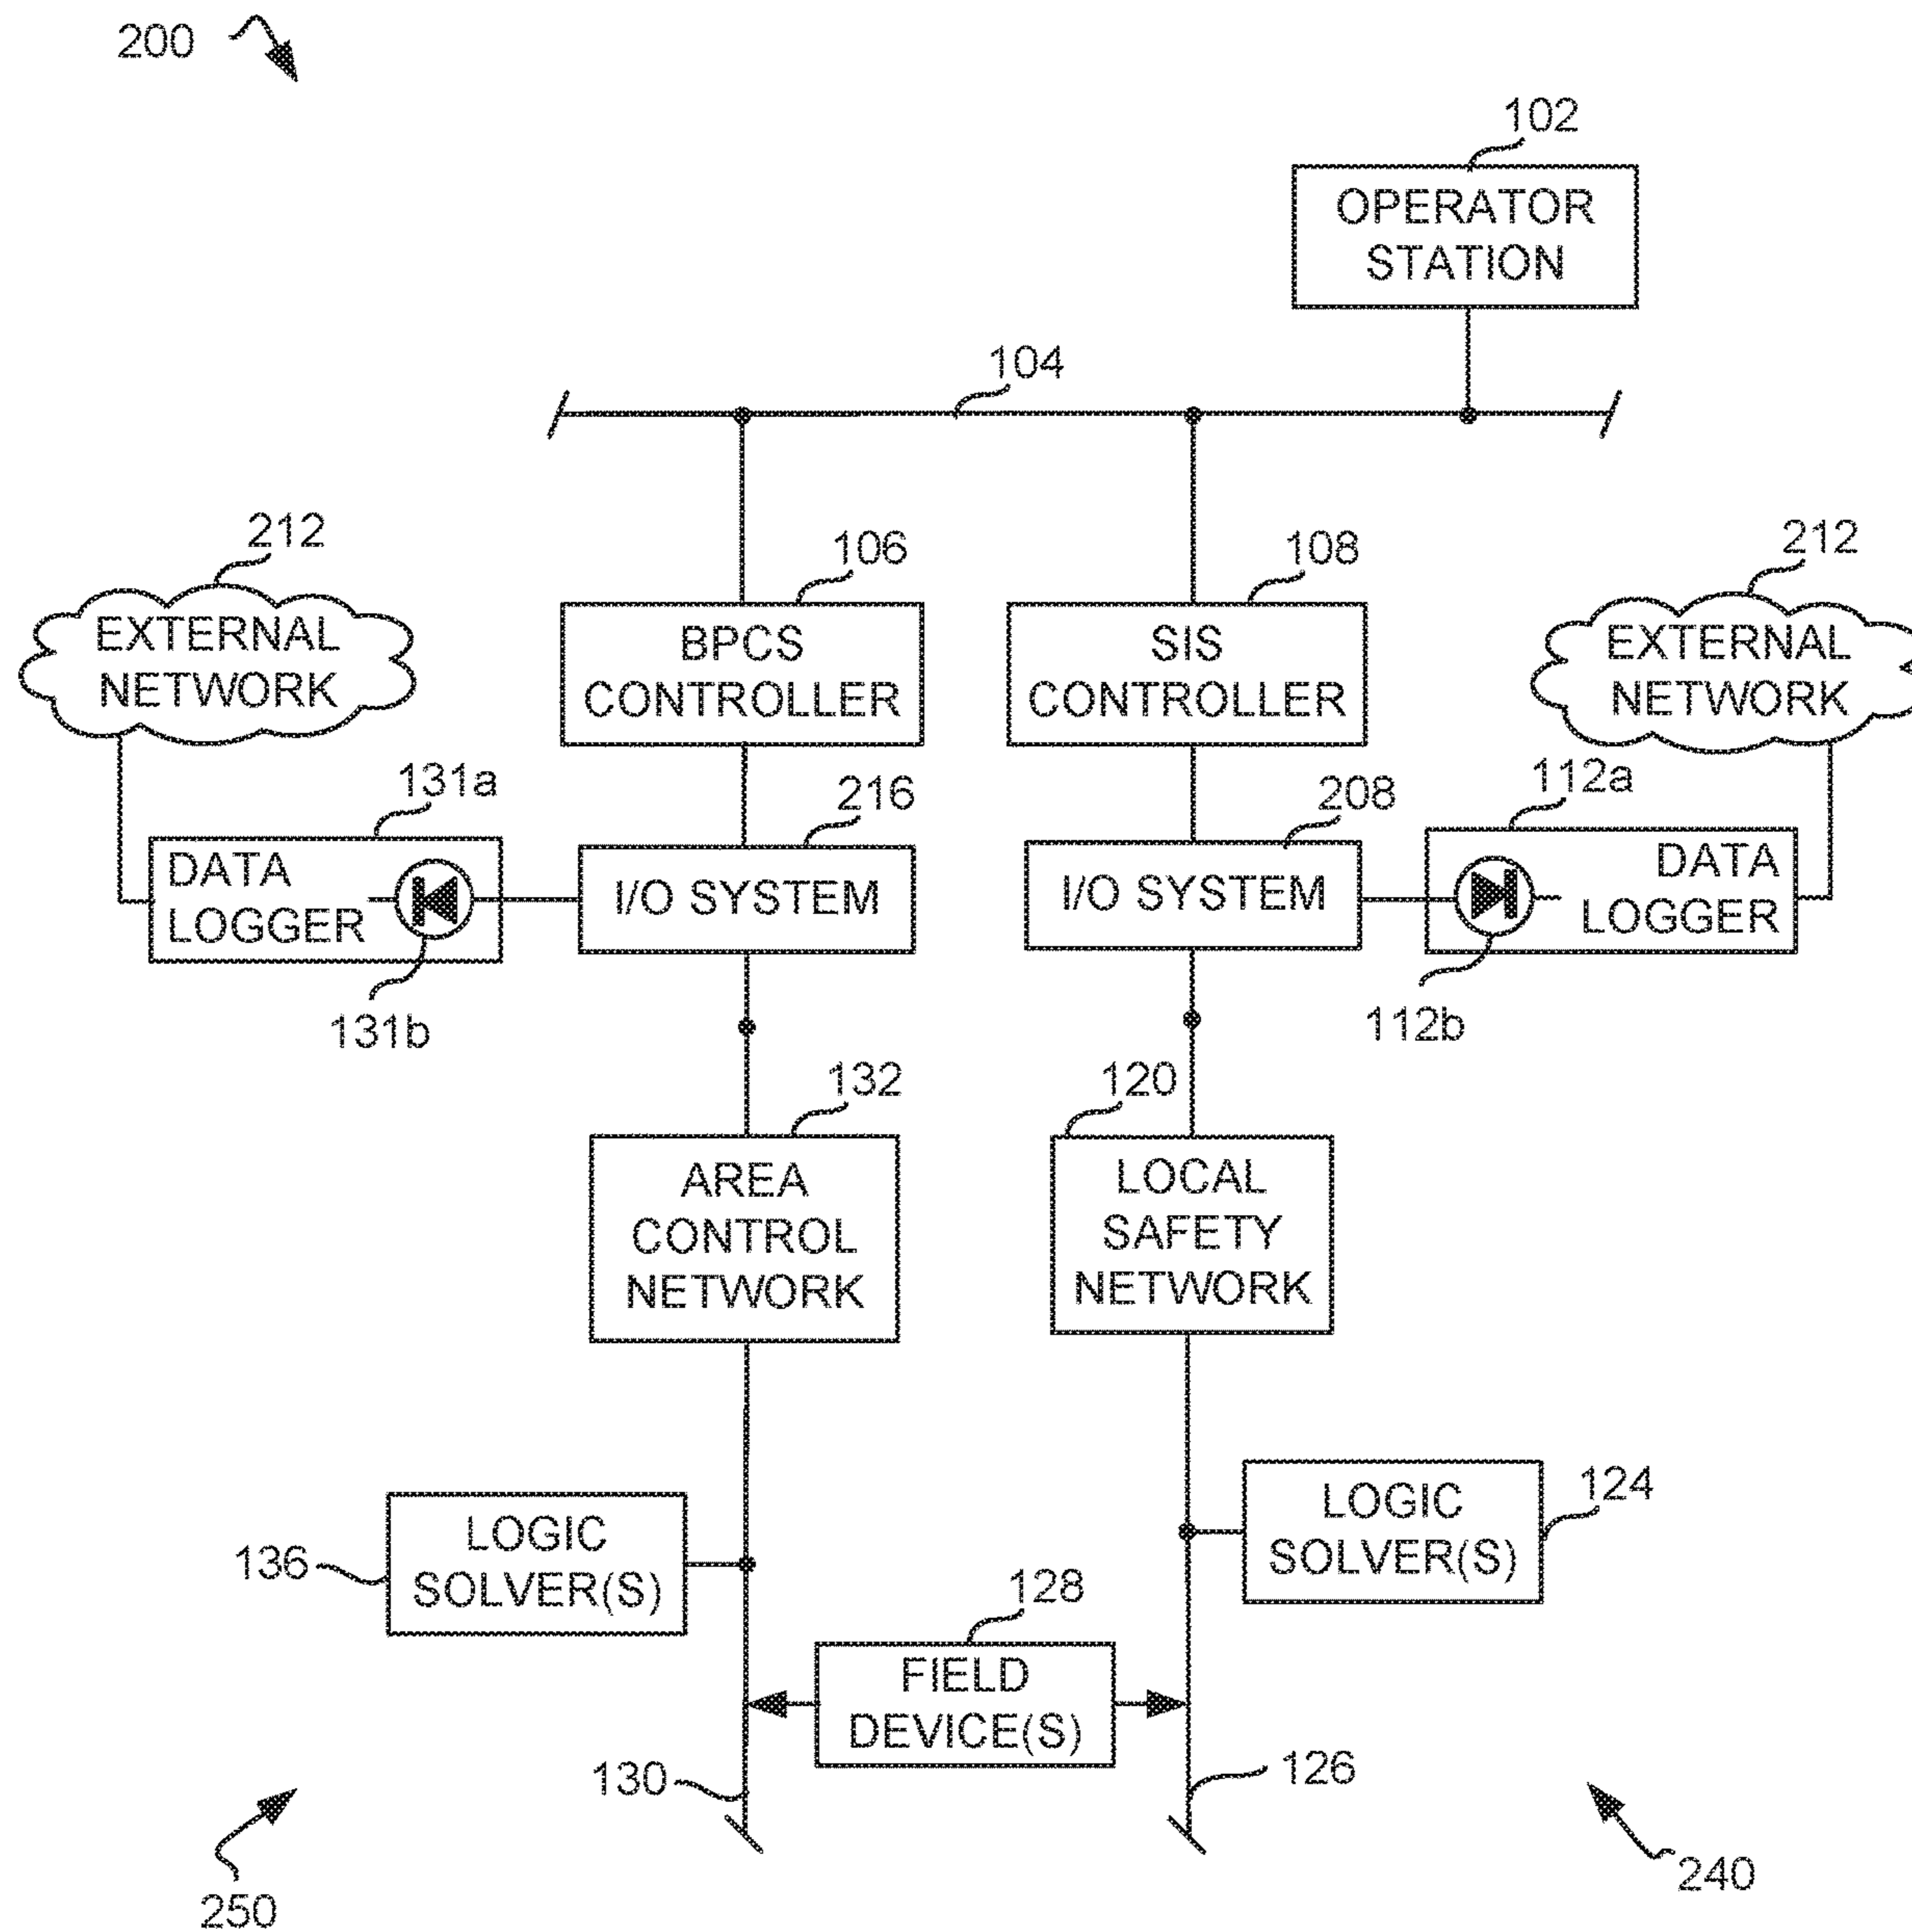 200
102
OPERATOR
STATION
104
212
106
108
212
EXTERNAL
NETWORK
BPCS
CONTROLLER
SIS
CONTROLLER
EXTERNAL
NETWORK
131a
216
208
112a
DATA
LOGGER
I/O SYSTEM
I/O SYSTEM
DATA
LOGGER
131b
112b
132
120
AREA
CONTROL
NETWORK
LOCAL
SAFETY
NETWORK
136
LOGIC
SOLVER(S)
LOGIC
SOLVER(S)
124
128
FIELD
DEVICE(S)
130
126
250
240